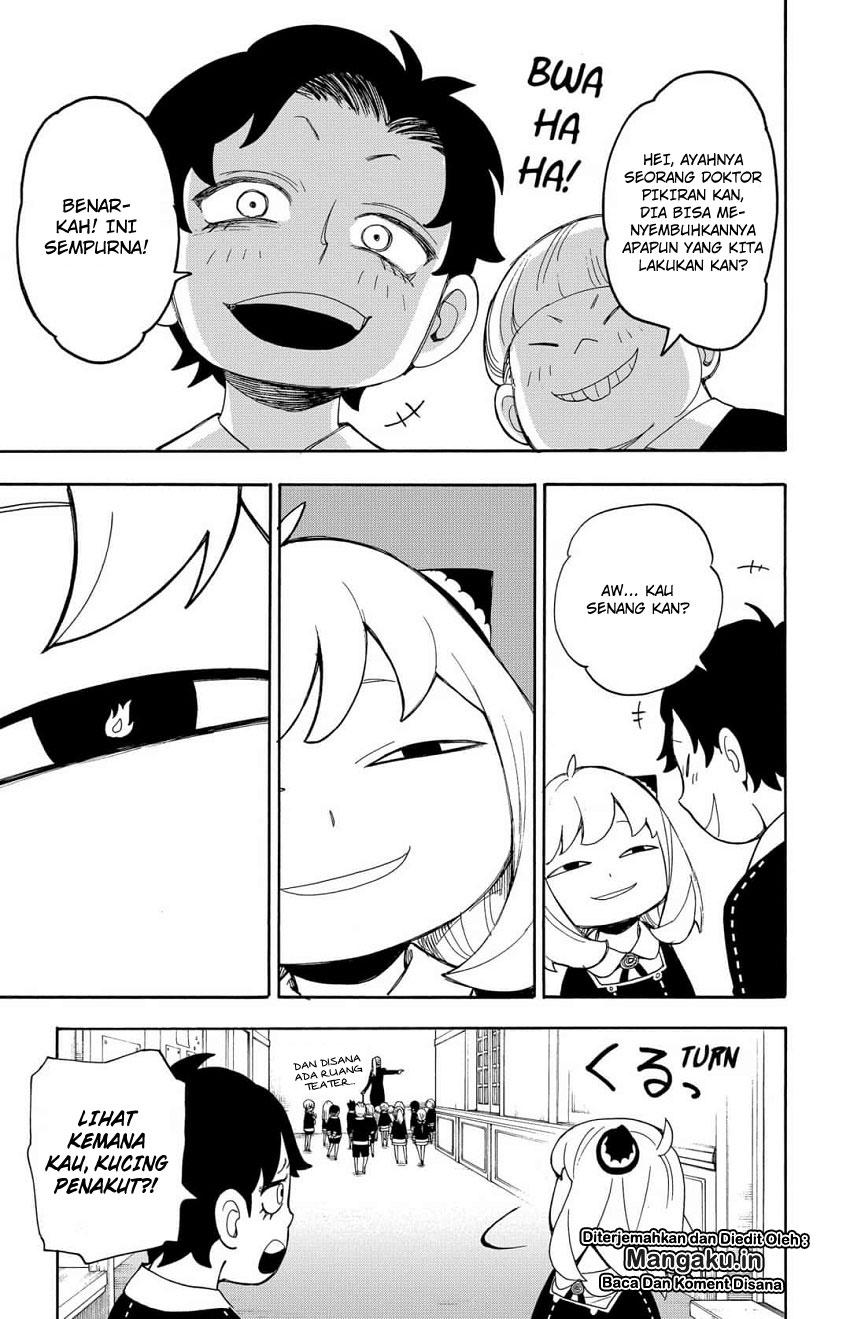 BWA
HA
HA!
HEI, AYAHNYA
SEORANG DOKTOR
PIKIRAN KAN,
DIA BISA ME-
NYEMBUHKANNYA
APAPUN YANG KITA
LAKUKAN KAN?
BENAR-
KAH! INI
SEMPURNA!
AW... KAU
SENANG KAN?
くるっ
TURN
DAN DISANA
ADA RUANG
TEATER...
LIHAT
KEMANA
KAU, KUCING
PENAKUT?!
Diterjemahkan dan Diedit Oleh :
Mangaku.in
Baca Dan Koment Disana